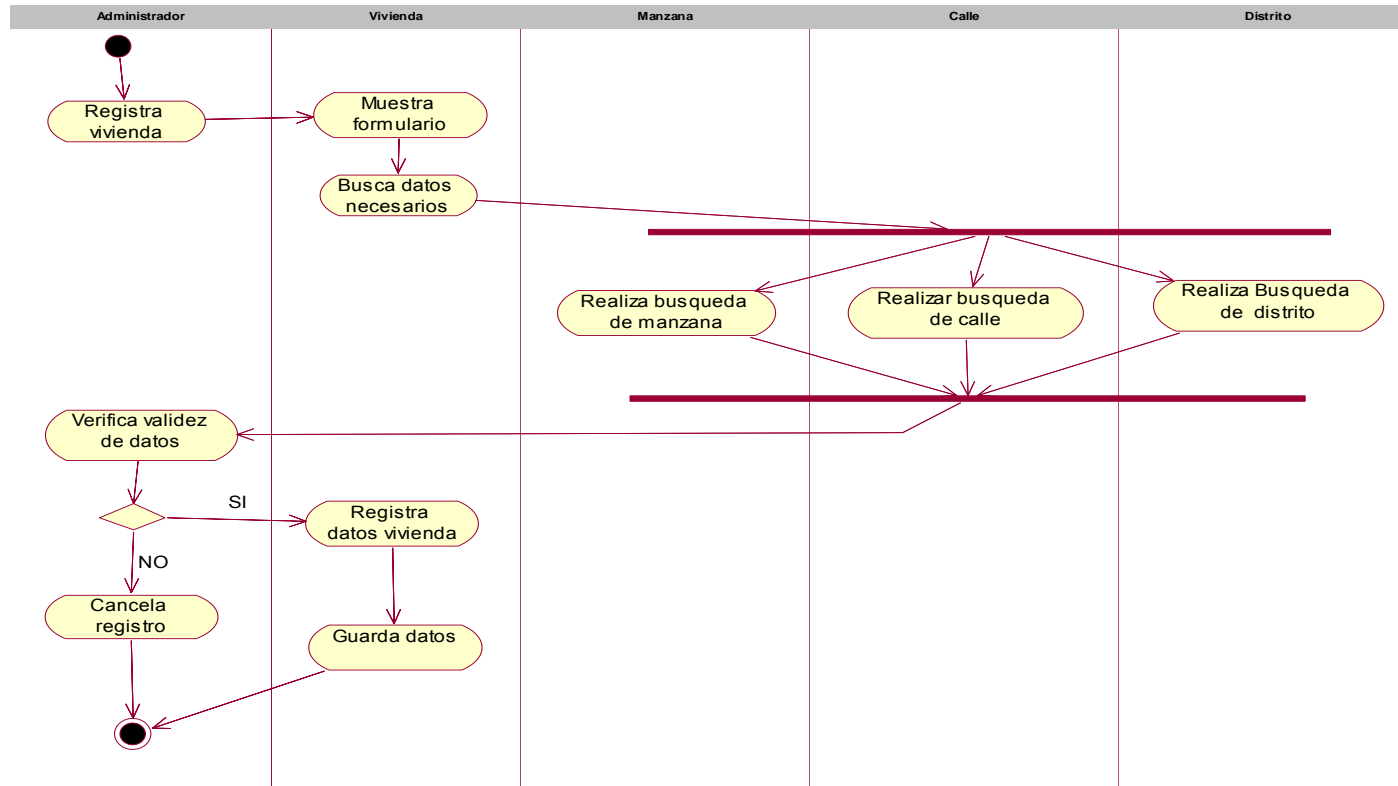 Administrador
Vivienda
Manzana
Calle
Distrito
Registra
vivienda
Muestra
formulario
Busca datos
necesarios
Realiza busqueda
de manzana
Realizar busqueda
de calle
Realiza Busqueda
de distrito
Verifica validez
de datos
SI
Registra
datos vivienda
NO
Cancela
registro
Guarda datos